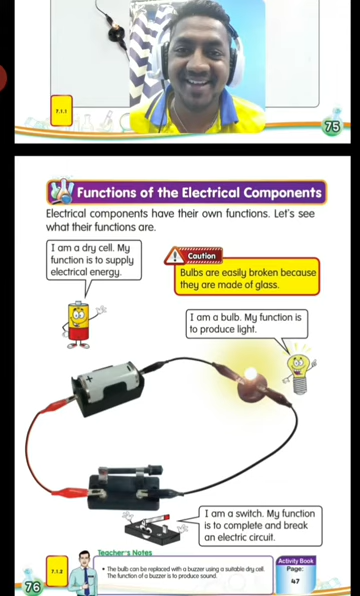 7.1.1
75
Functions of the Electrical Components
Electrical components have their own functions. Let's see
what their functions are.
I am a dry cell. My
function is to supply
electrical energy.
Caution
Bulbs are easily broken because
they are made of glass.
I am a bulb. My function is
to produce light.
+
I am a switch. My function
is to complete and break
an electric circuit.
Teacher's Notes
7.1.2
• The bulb can be replaced with a buzzer using a suitable dry cell.
The function of a buzzer is to produce sound.
Activity Book
Page:
47
76